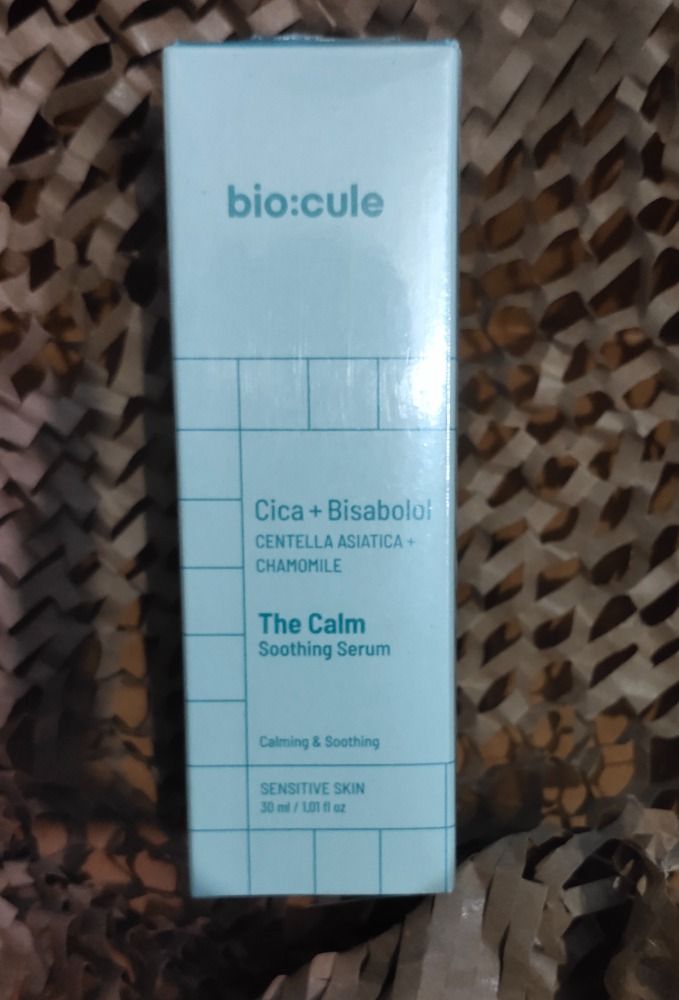 bio:cule
Cica + Bisabolol
CENTELLA ASIATICA +
CHAMOMILE
The Calm
Soothing Serum
Calming & Soothing
SENSITIVE SKIN
30 ml / 1,01 fl oz